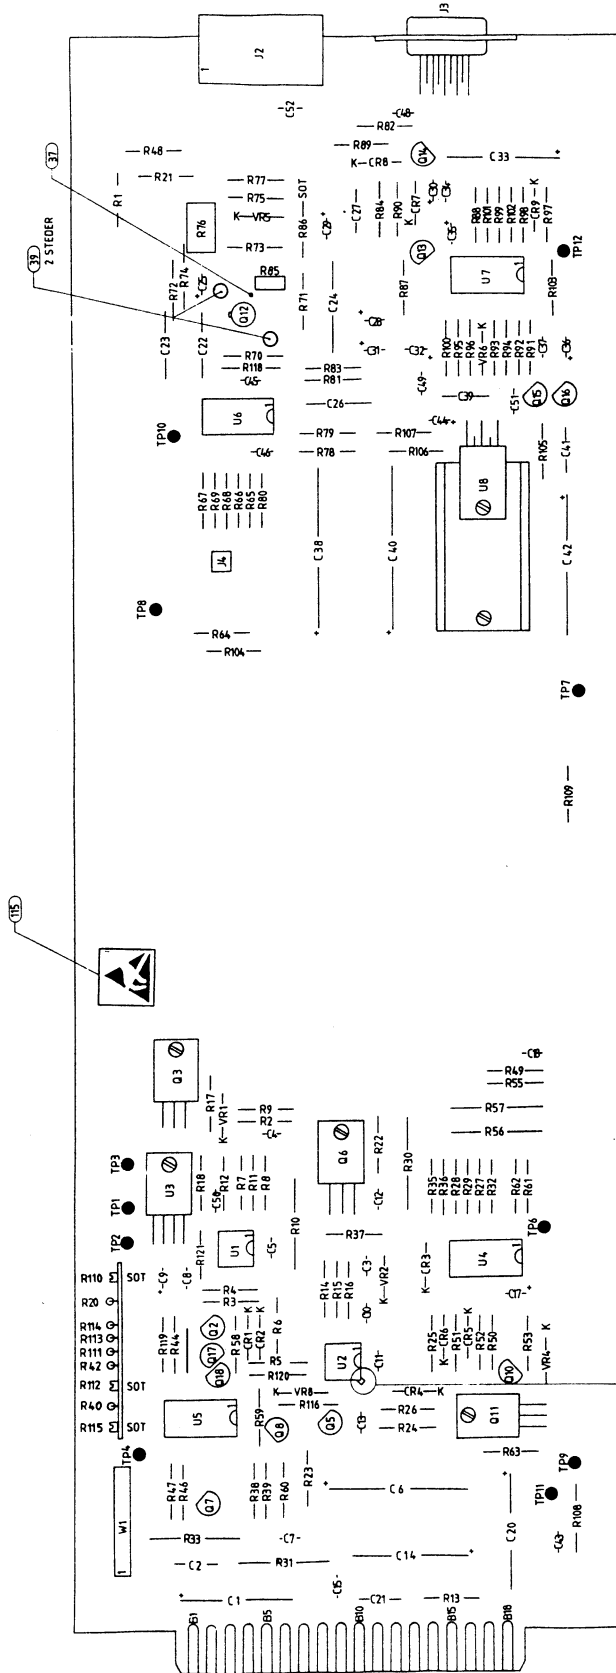 J3
J2
1
C52
C48
R82
R89
K CR8
Q14
C33
+
37
R48
R21
R1
R77
R75
K VR5
R73
R76
R86 SOT
C29
C27
R84
R90
K CR7
C30
C34
C35
Q13
R88
R101
R99
R102
R98
CR9 K
R97
39
2 STEDER
R72
R74
C25
Q12
R85
R71
C24
R87
U7
1
R103
TP12
C23
C22
R70
R118
C45
R83
R81
C28
C31
C32
C49
R100
R95
R96
VR6 K
R93
R94
R92
R91
C37
C36
TP10
U6
1
C46
C26
R79
R78
R107
R106
C39
C44
C51
Q15
Q16
R105
C41
R67
R69
R68
R66
R65
R80
C38
C40
U8
C42
J4
TP8
R64
R104
TP7
R109
115
Q3
R17
K VR1
R9
R2
C4
C18
R49
R55
R57
R56
TP3
TP1
TP2
U3
R18
C50
R12
R7
R11
R8
Q6
R22
C12
R30
R35
R36
R28
R29
R27
R32
R62
R61
TP6
R121
U1
C5
R10
R37
R110 SOT
R20
R114
R113
R111
R42
R112 SOT
R40
R115 SOT
C9
C8
R4
R3
R14
R15
R16
C3
K VR2
K CR3
U4
C17
R119
R44
Q2
Q17
Q18
R58
CR1 K
CR2 K
R6
R5
R120
U2
C11
R25
K CR6
R51
CR5 K
R52
R50
R53
VR4 K
Q10
U5
1
R59
K VR8
R116
Q8
Q5
C13
CR4 K
R26
R24
Q11
R63
TP4
W1
1
R47
R46
Q7
R38
R39
R60
R23
C6
C20
TP11
TP9
R108
C43
R33
C2
C7
R31
C14
C1
C15
C21
R13
B1
B5
B10
B15
B18